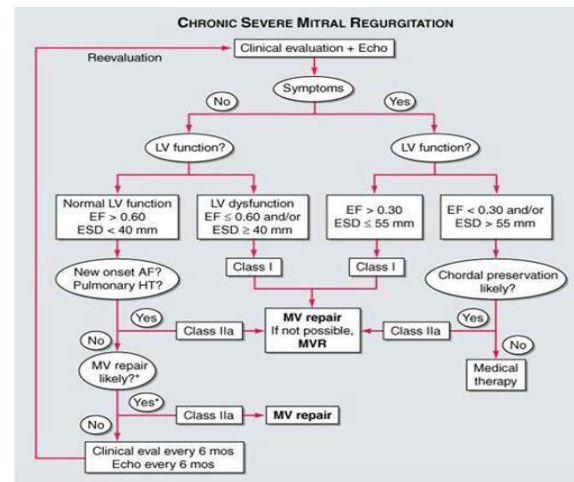 CHRONIC SEVERE MITRAL REGURGITATION
Reevaluation
Clinical evaluation + Echo
Symptoms
No
Yes
LV function?
LV function?
Normal LV function
EF > 0.60
ESD < 40 mm
LV dysfunction
EF ≤ 0.60 and/or
ESD ≥ 40 mm
EF > 0.30
ESD ≤ 55 mm
EF < 0.30 and/or
ESD > 55 mm
New onset AF?
Pulmonary HT?
Class I
Class I
Chordal preservation
likely?
Yes
Class IIa
MV repair
If not possible,
MVR
Class IIa
Yes
No
No
Medical
therapy
MV repair
likely?*
Yes*
Class IIa
MV repair
No
Clinical eval every 6 mos
Echo every 6 mos